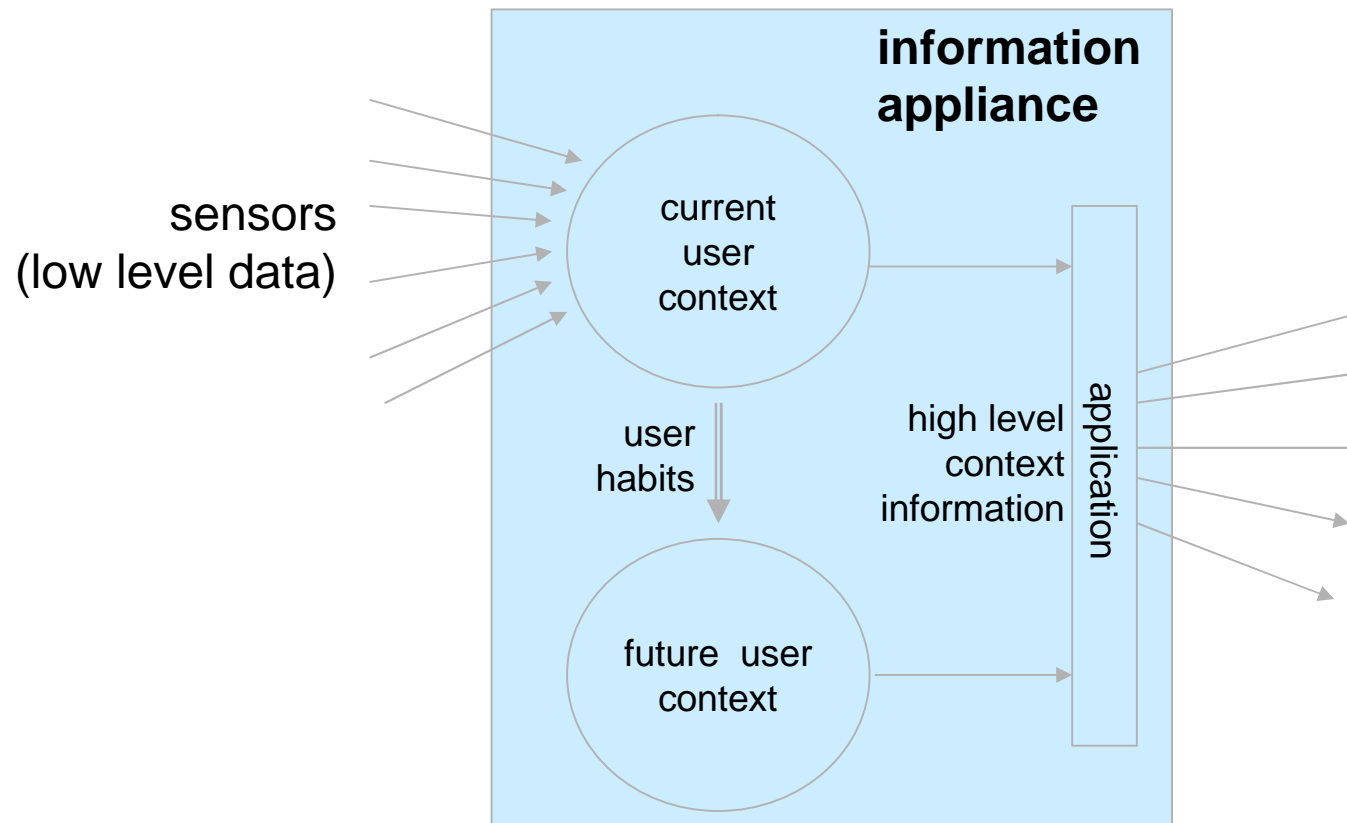 information
appliance
sensors
(low level data)
current
user
context
user
habits
high level
context
information
application
future user
context